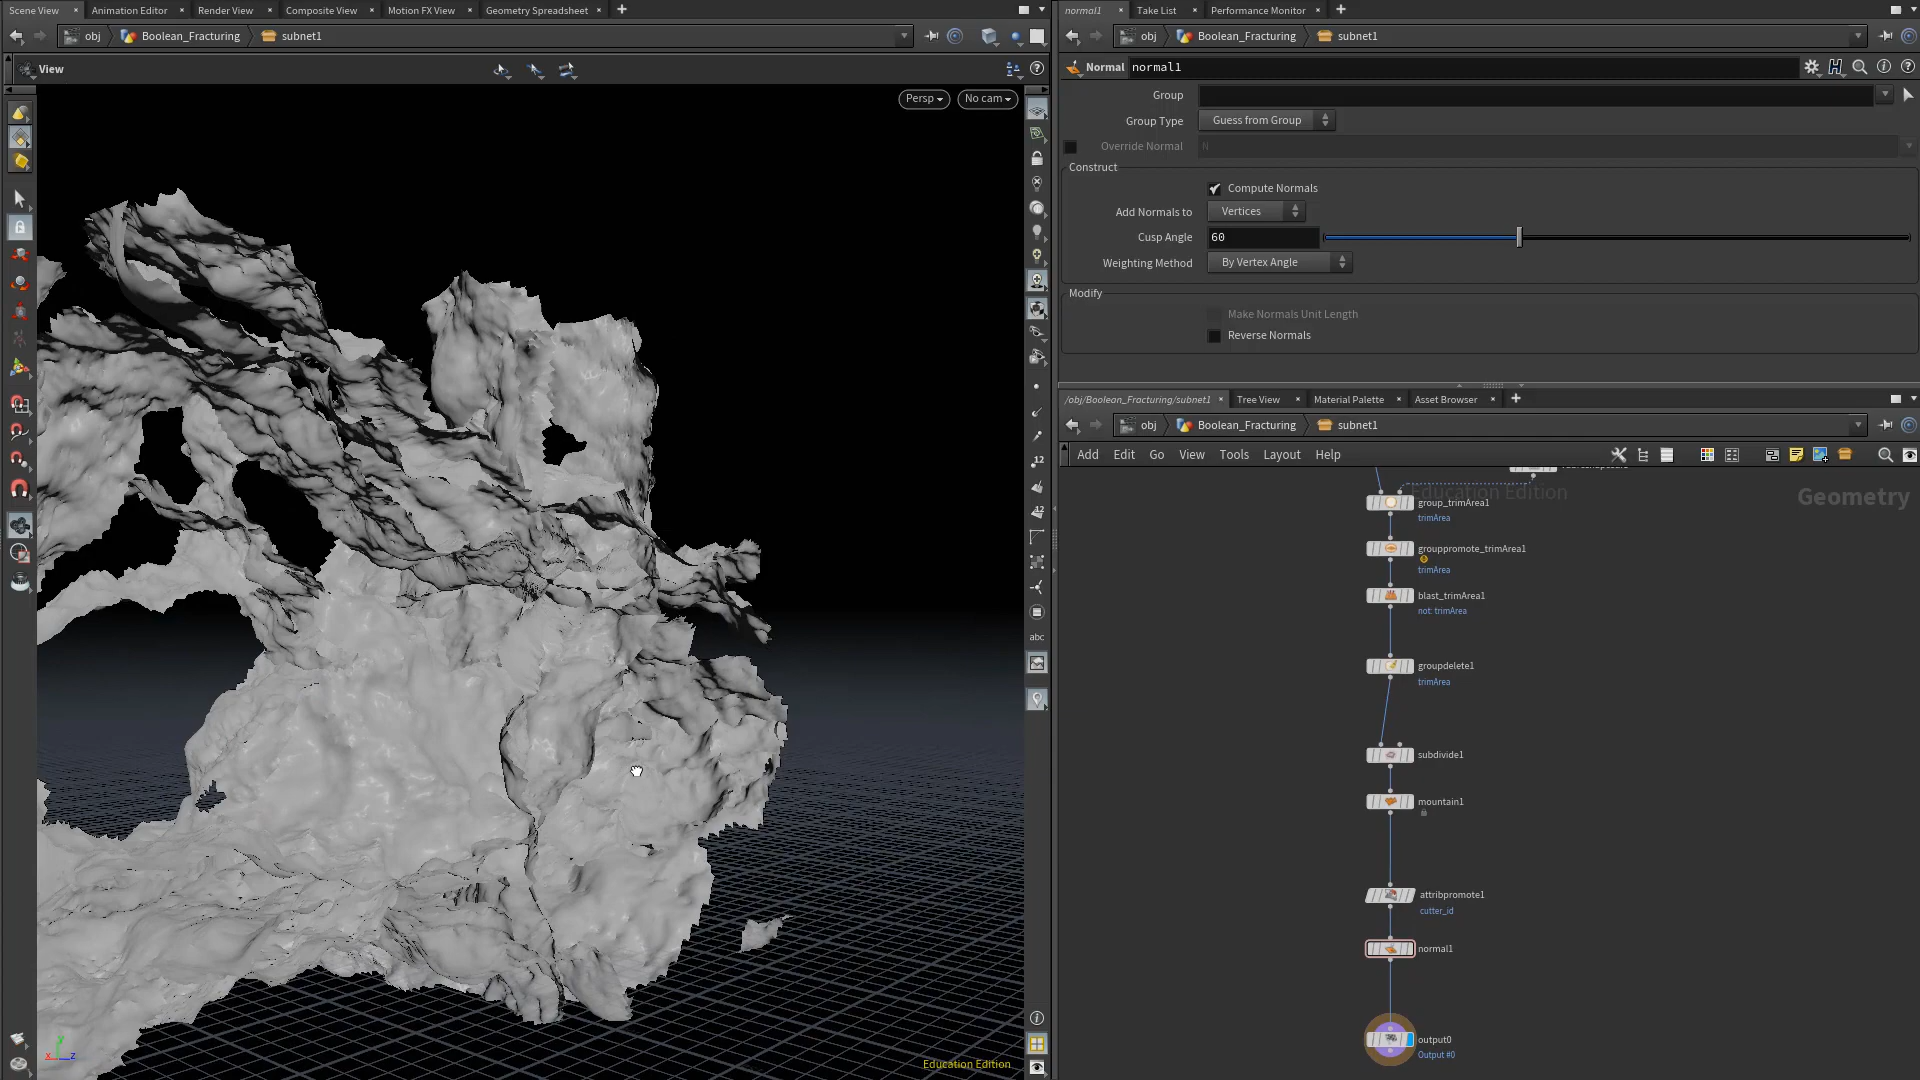 Scene View
Animation Editor
Render View
Composite View
Motion FX View
Geometry Spreadsheet
obj
Boolean_Fracturing
subnet1
View
Persp
No cam
12
12
abc
Education Edition
y
x
z
normal1
Take List
Performance Monitor
obj
Boolean_Fracturing
subnet1
Normal normal1
Group
Group Type Guess from Group
Override Normal N
Construct
Compute Normals
Add Normals to Vertices
Cusp Angle 60
Weighting Method By Vertex Angle
Modify
Make Normals Unit Length
Reverse Normals
/obj/Boolean_Fracturing/subnet1
Tree View
Material Palette
Asset Browser
obj
Boolean_Fracturing
subnet1
Add Edit Go View Tools Layout Help
Education Edition
Geometry
group_trimArea1
trimArea
grouppromote_trimArea1
trimArea
blast_trimArea1
not: trimArea
groupdelete1
trimArea
subdivide1
mountain1
attribpromote1
cutter_id
normal1
output0
Output #0